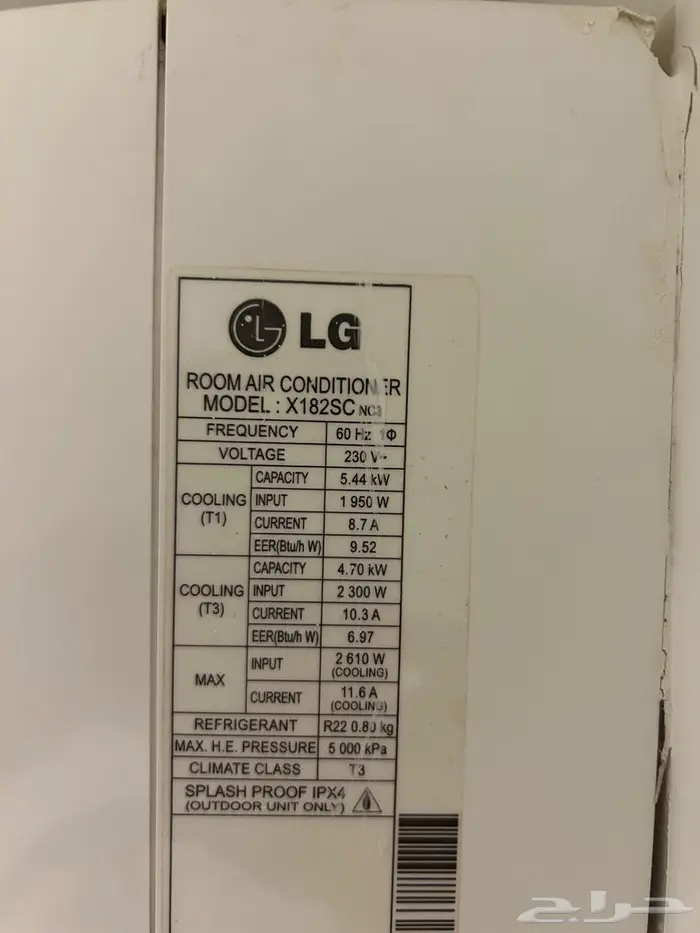 LG
ROOM AIR CONDITIONER
MODEL : X182SC
FREQUENCY 60 Hz 1Φ
VOLTAGE 230 V~
COOLING (T1)
CAPACITY 5.44 kW
INPUT 1 950 W
CURRENT 8.7 A
EER(Btu/h W) 9.52
COOLING (T3)
CAPACITY 4.70 kW
INPUT 2 300 W
CURRENT 10.3 A
EER(Btu/h W) 6.97
MAX
INPUT 2 610 W
(COOLING)
CURRENT 11.6 A
(COOLING)
REFRIGERANT R22 0.80 kg
MAX. H.E. PRESSURE 5 000 kPa
CLIMATE CLASS T3
SPLASH PROOF IPX4
(OUTDOOR UNIT ONLY)
حراج